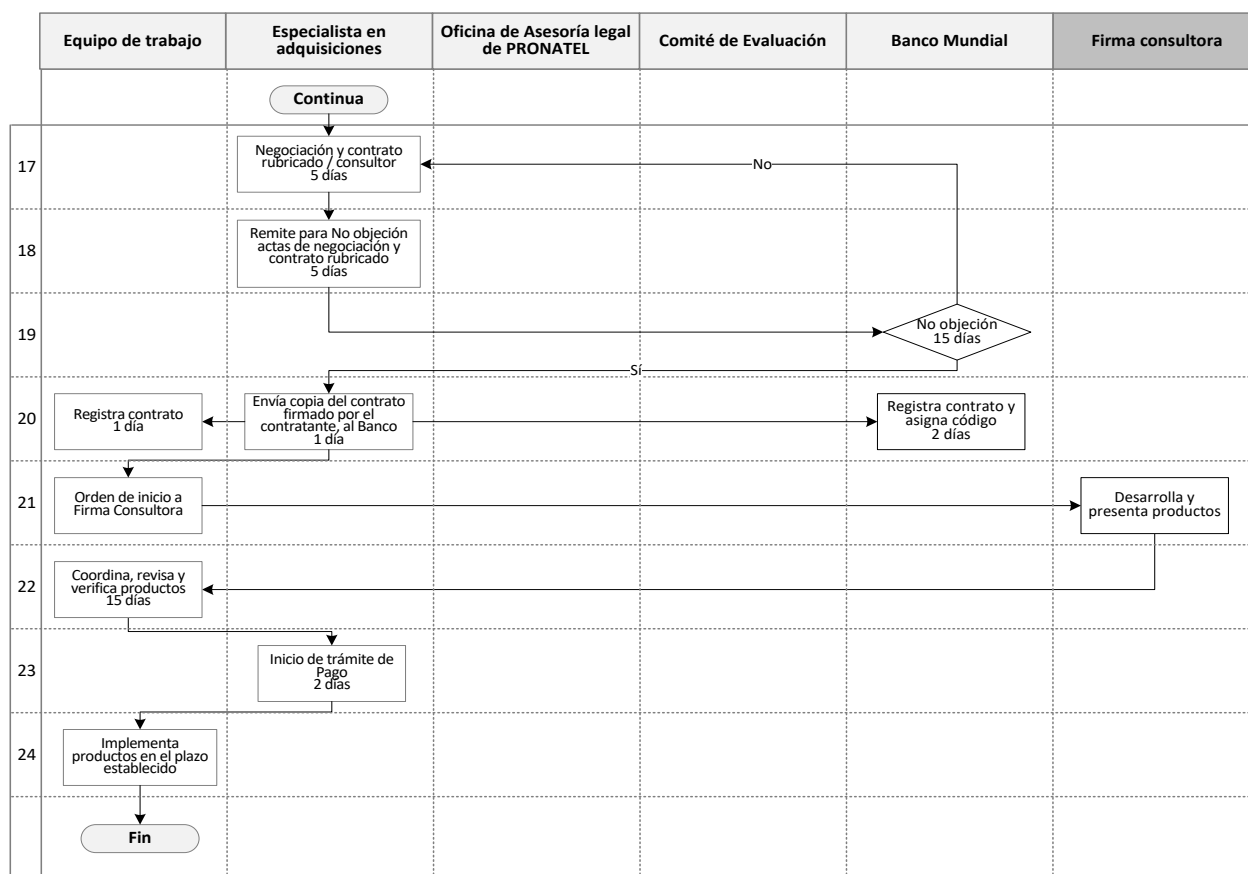 Equipo de trabajo
Especialista en
adquisiciones
Oficina de Asesoría legal
de PRONATEL
Comité de Evaluación
Banco Mundial
Firma consultora
Continua
17
Negociación y contrato
rubricado / consultor
5 días
No
18
Remite para No objeción
actas de negociación y
contrato rubricado
5 días
19
No objeción
15 días
Sí
20
Registra contrato
1 día
Envía copia del contrato
firmado por el
contratante, al Banco
1 día
Registra contrato y
asigna código
2 días
21
Orden de inicio a
Firma Consultora
Desarrolla y
presenta productos
22
Coordina, revisa y
verifica productos
15 días
23
Inicio de trámite de
Pago
2 días
24
Implementa
productos en el plazo
establecido
Fin